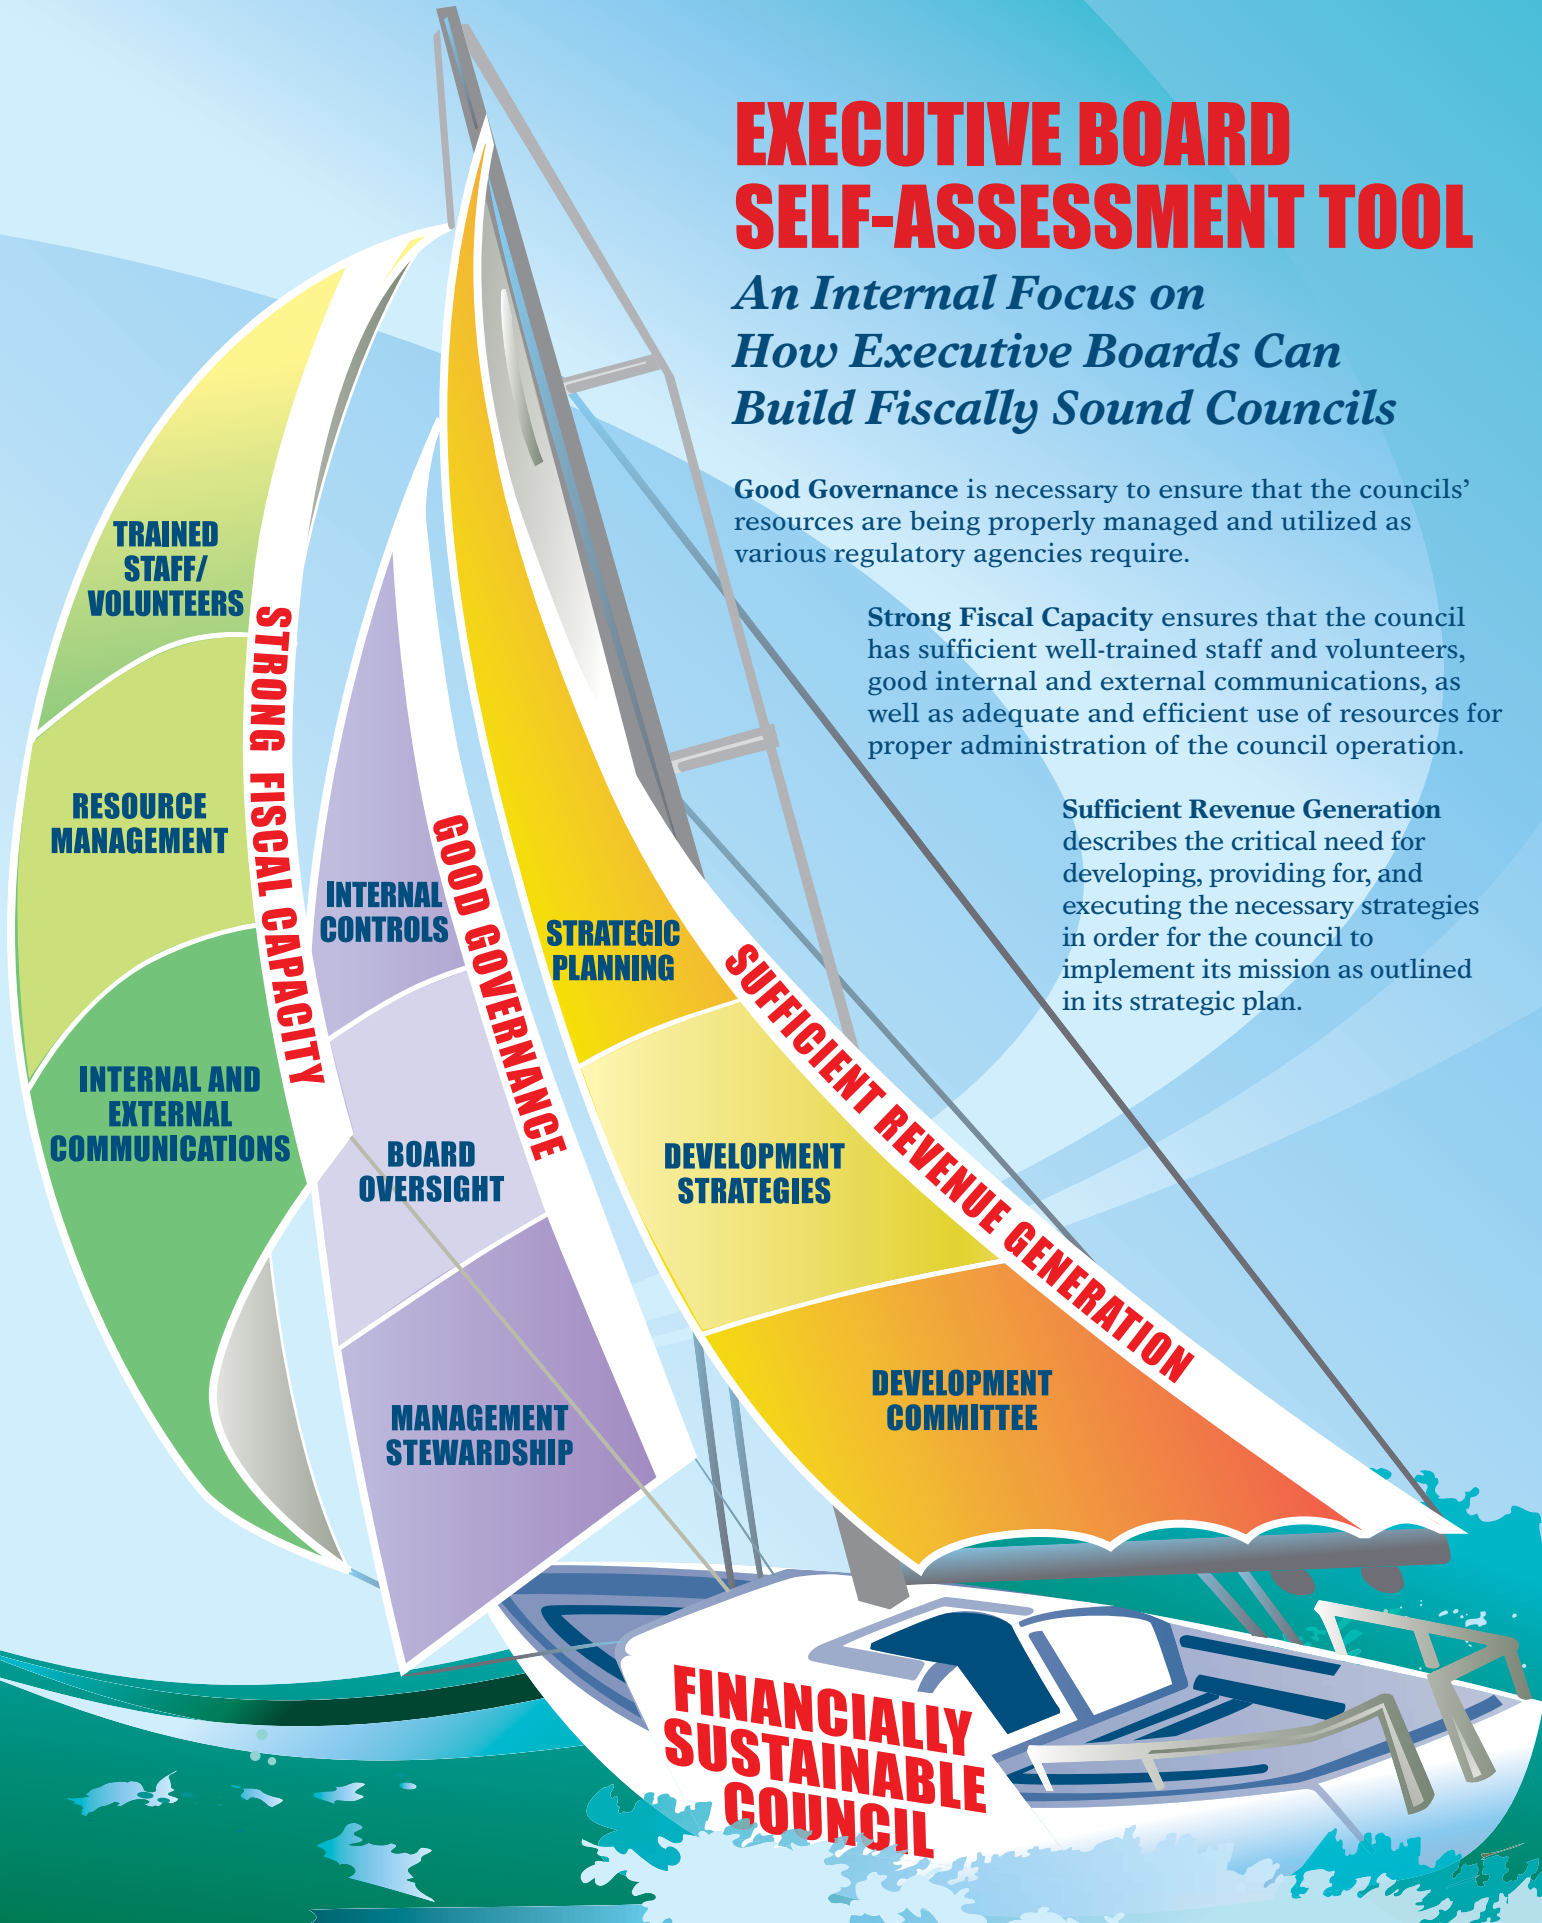 EXECUTIVE BOARD
SELF-ASSESSMENT TOOL
An Internal Focus on
How Executive Boards Can
Build Fiscally Sound Councils
Good Governance is necessary to ensure that the councils’
resources are being properly managed and utilized as
various regulatory agencies require.
Strong Fiscal Capacity ensures that the council
has sufficient well-trained staff and volunteers,
good internal and external communications, as
well as adequate and efficient use of resources for
proper administration of the council operation.
Sufficient Revenue Generation
describes the critical need for
developing, providing for, and
executing the necessary strategies
in order for the council to
implement its mission as outlined
in its strategic plan.
TRAINED
STAFF/
VOLUNTEERS
RESOURCE
MANAGEMENT
INTERNAL AND
EXTERNAL
COMMUNICATIONS
STRONG FISCAL CAPACITY
INTERNAL
CONTROLS
BOARD
OVERSIGHT
MANAGEMENT
STEWARDSHIP
GOOD GOVERNANCE
STRATEGIC
PLANNING
DEVELOPMENT
STRATEGIES
DEVELOPMENT
COMMITTEE
SUFFICIENT REVENUE GENERATION
FINANCIALLY
SUSTAINABLE
COUNCIL